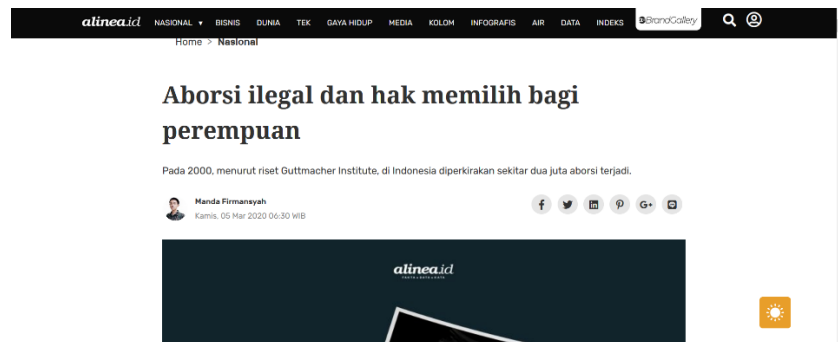 alinea.id NASIONAL ▼ BISNIS DUNIA TEK GAYA HIDUP MEDIA KOLOM INFOGRAFIS AIR DATA INDEKS BrandGallery
Home > Nasional
Aborsi ilegal dan hak memilih bagi
perempuan
Pada 2000, menurut riset Guttmacher Institute, di Indonesia diperkirakan sekitar dua juta aborsi terjadi.
Manda Firmansyah
Kamis, 05 Mar 2020 06:30 WIB
alinea.id